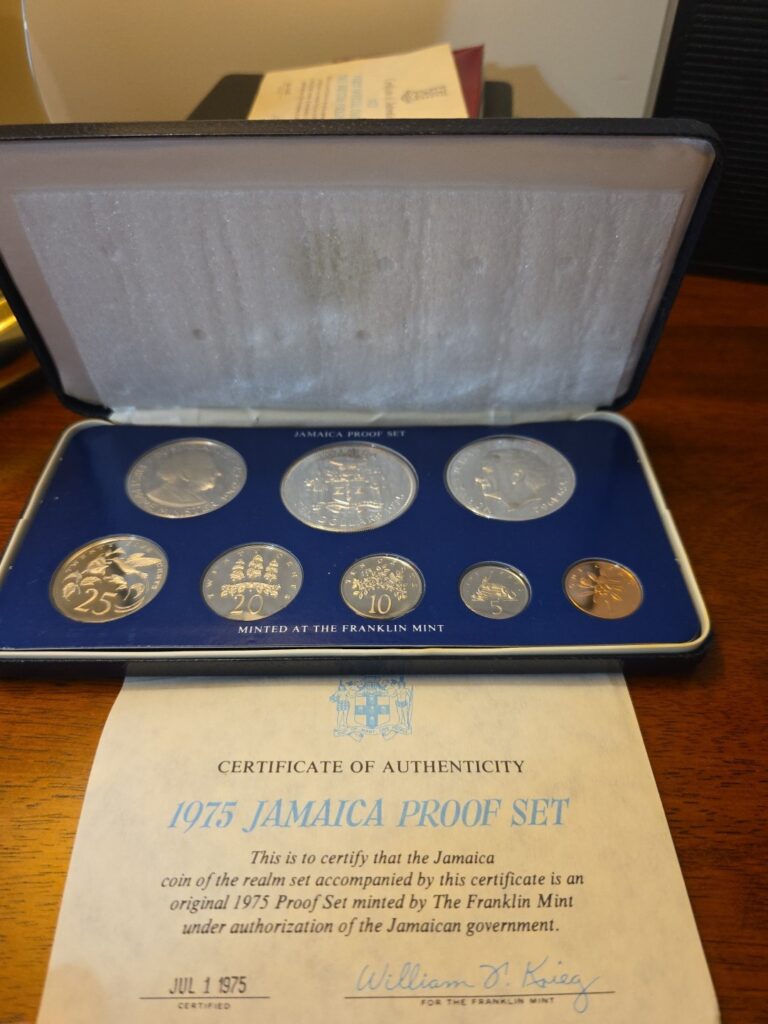 JAMAICA PROOF SET
25
20
10
5
MINTED AT THE FRANKLIN MINT
CERTIFICATE OF AUTHENTICITY
1975 JAMAICA PROOF SET
This is to certify that the Jamaica
coin of the realm set accompanied by this certificate is an
original 1975 Proof Set minted by The Franklin Mint
under authorization of the Jamaican government.
JUL 1 1975
William T. Krieg
CERTIFIED
FOR THE FRANKLIN MINT